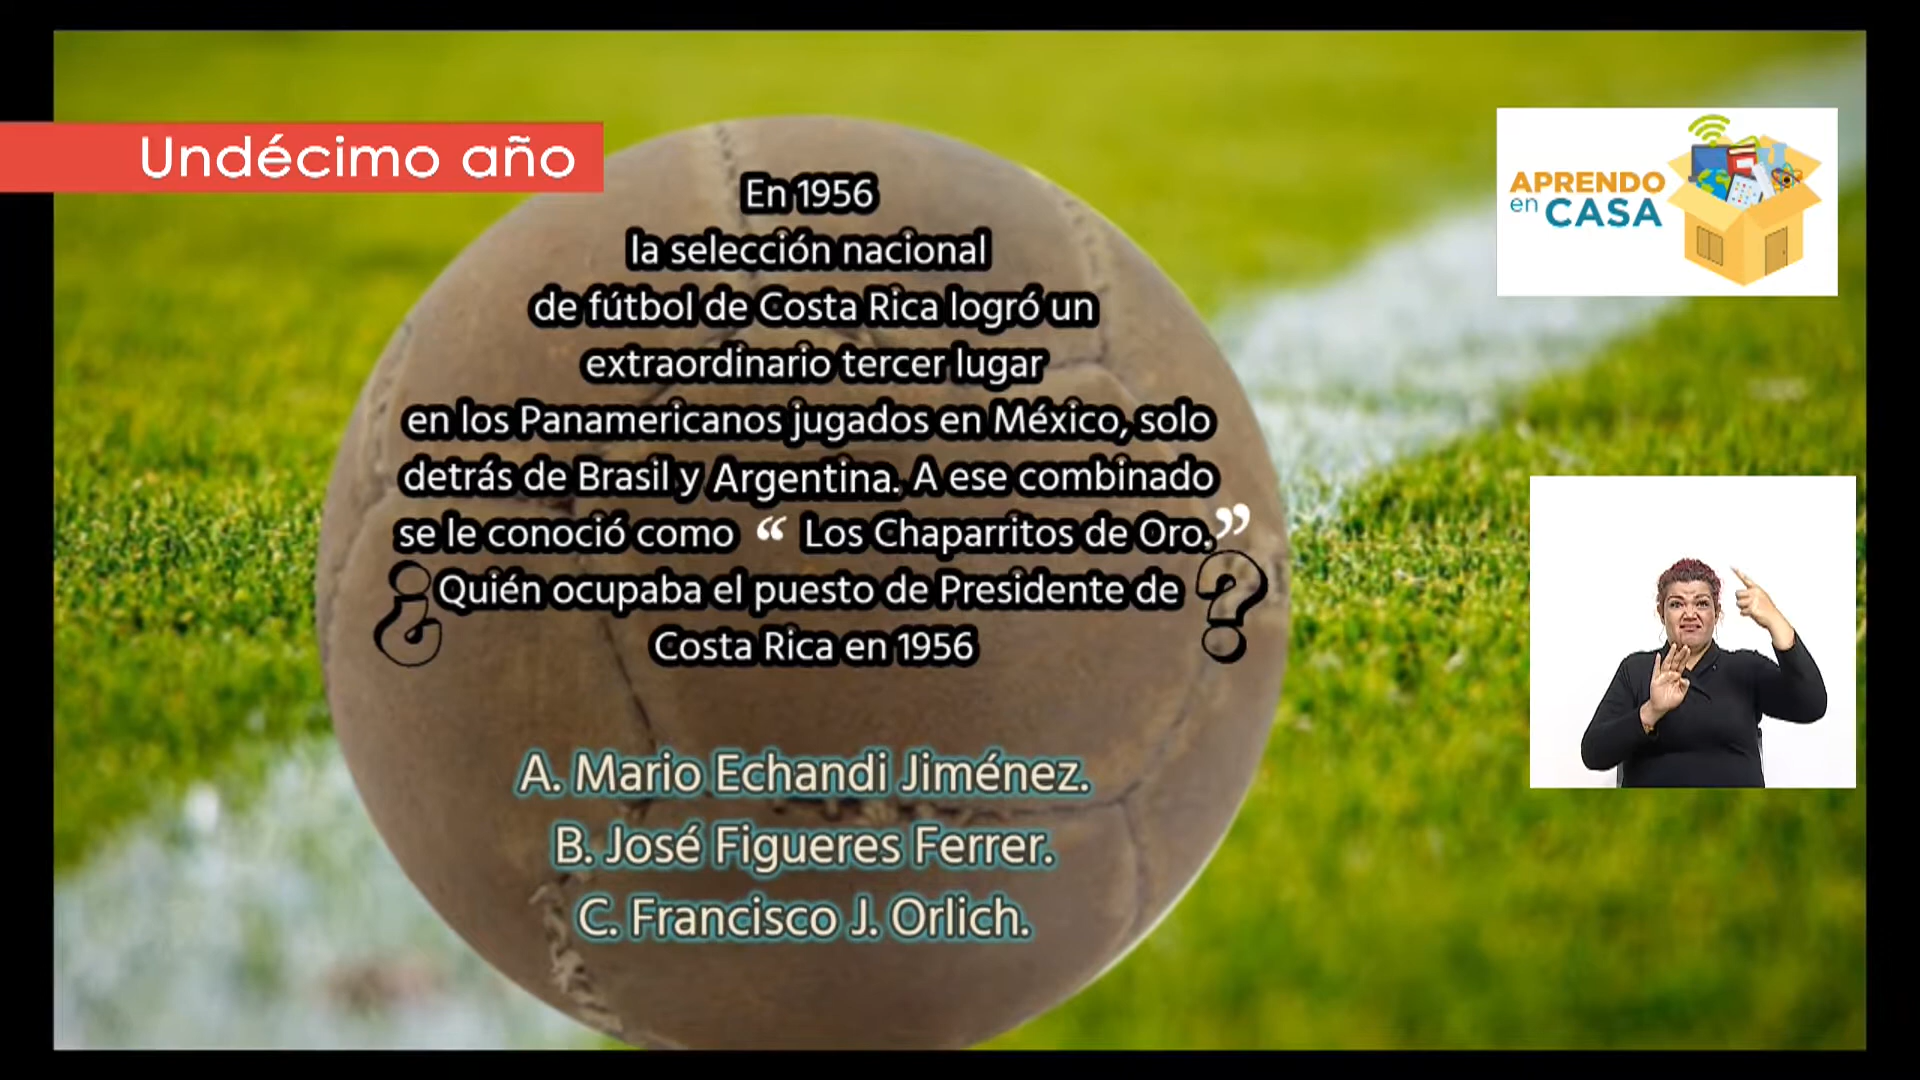 Undécimo año
APRENDO
en CASA
En 1956
la selección nacional
de fútbol de Costa Rica logró un
extraordinario tercer lugar
en los Panamericanos jugados en México, solo
detrás de Brasil y Argentina. A ese combinado
se le conoció como “ Los Chaparritos de Oro.”
¿Quién ocupaba el puesto de Presidente de
Costa Rica en 1956?
A. Mario Echandi Jiménez.
B. José Figueres Ferrer.
C. Francisco J. Orlich.